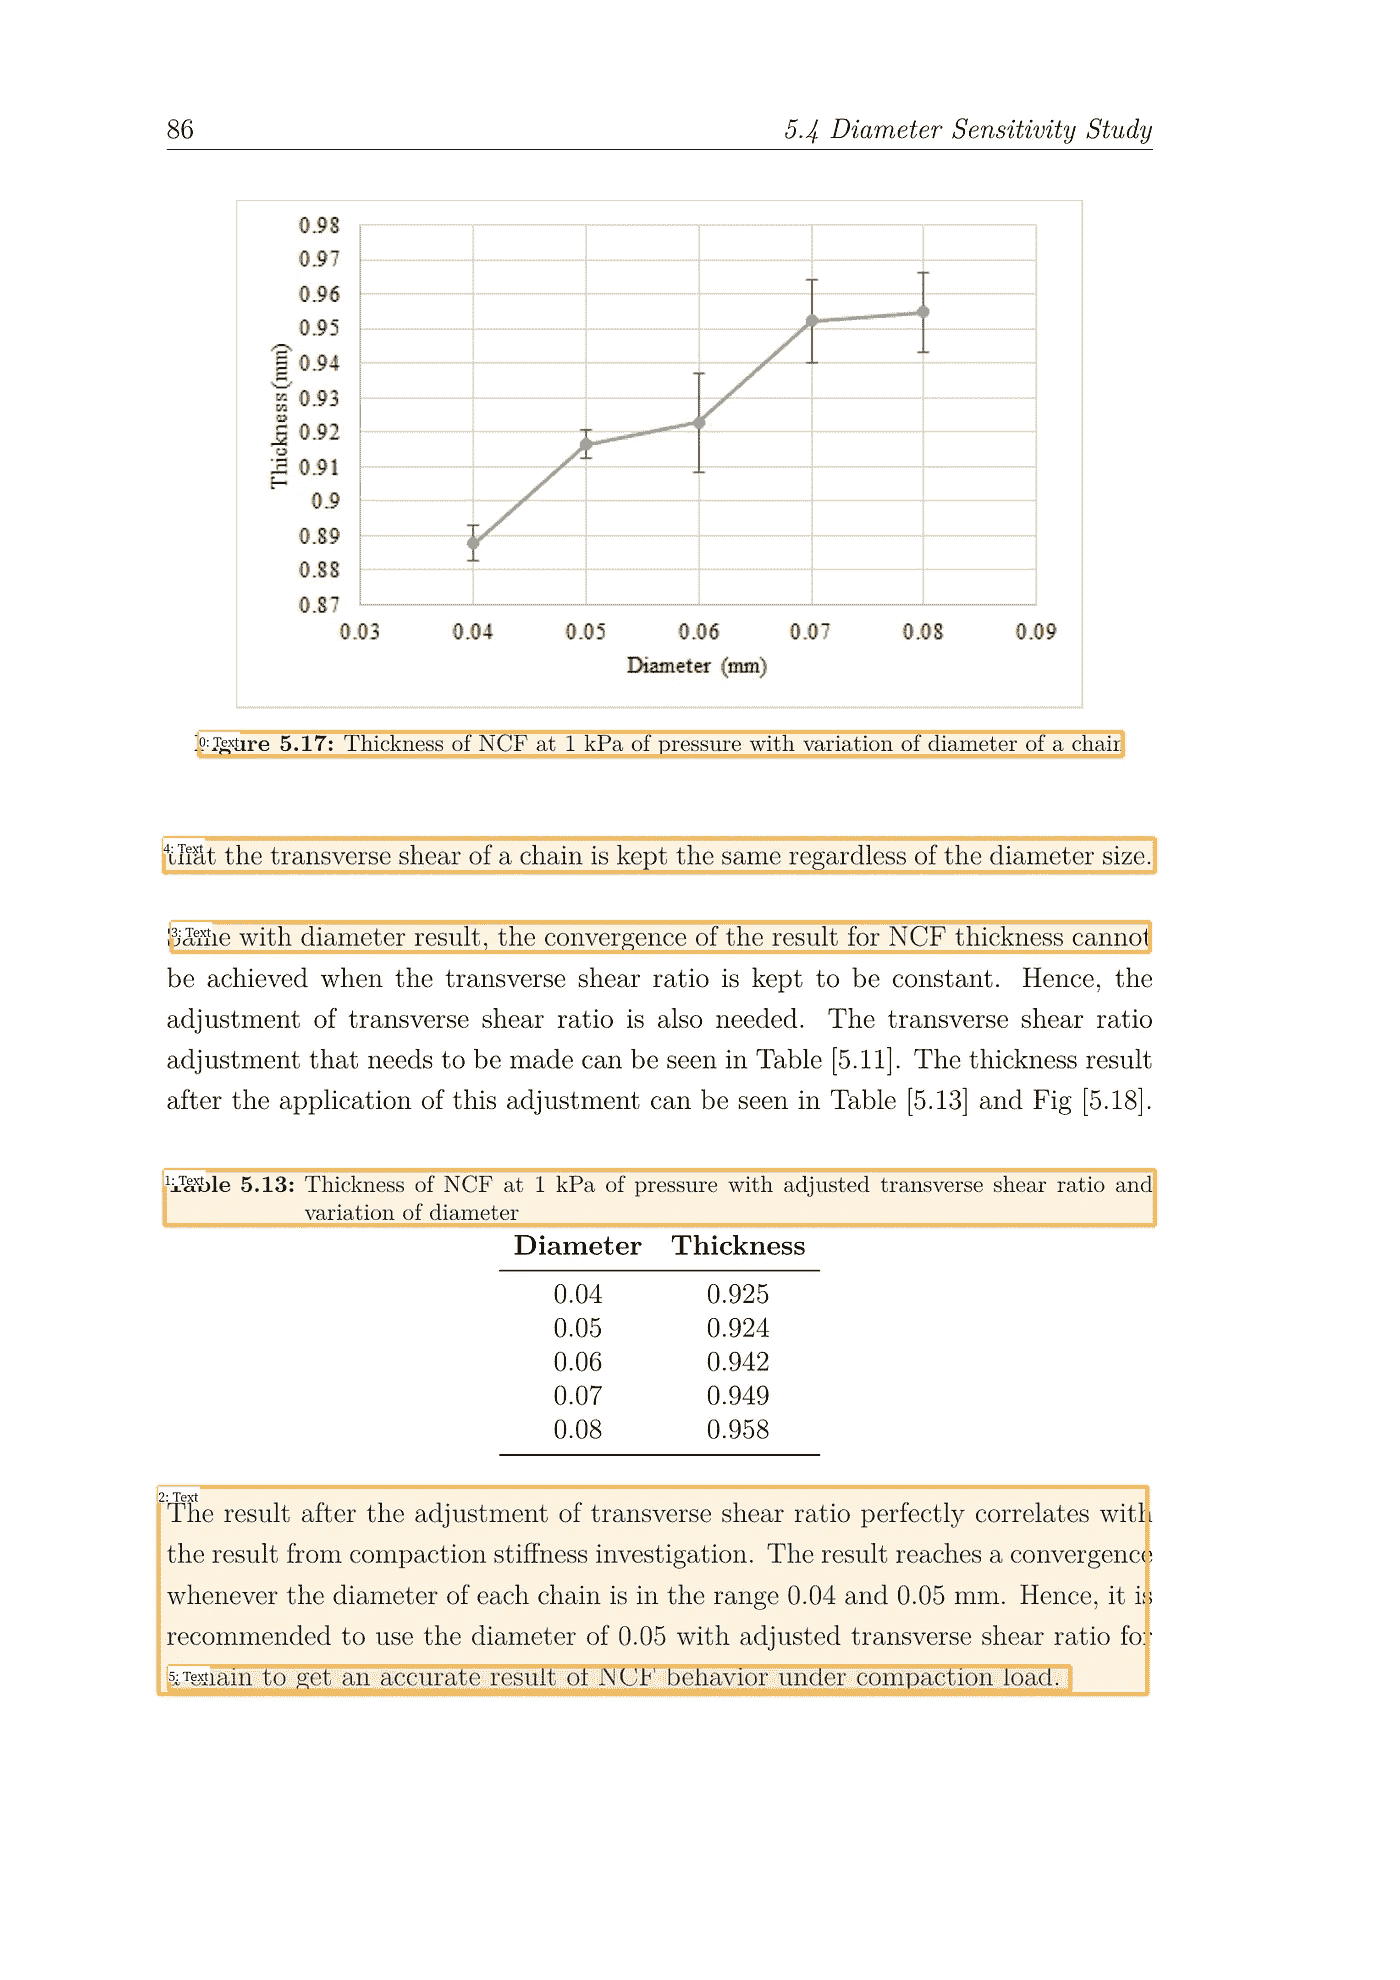 86
5.4 Diameter Sensitivity Study
0.98
0.97
0.96
0.95
0.94
0.93
0.92
0.91
0.9
0.89
0.88
0.87
Thickness (mm)
0.03 0.04 0.05 0.06 0.07 0.08 0.09
Diameter (mm)
0: Text
ure 5.17: Thickness of NCF at 1 kPa of pressure with variation of diameter of a chain
4: Text
that the transverse shear of a chain is kept the same regardless of the diameter size.
3: Text
Same with diameter result, the convergence of the result for NCF thickness cannot
be achieved when the transverse shear ratio is kept to be constant. Hence, the
adjustment of transverse shear ratio is also needed. The transverse shear ratio
adjustment that needs to be made can be seen in Table [5.11]. The thickness result
after the application of this adjustment can be seen in Table [5.13] and Fig [5.18].
1: Text
Table 5.13: Thickness of NCF at 1 kPa of pressure with adjusted transverse shear ratio and
variation of diameter
Diameter Thickness
0.04 0.925
0.05 0.924
0.06 0.942
0.07 0.949
0.08 0.958
2: Text
The result after the adjustment of transverse shear ratio perfectly correlates with
the result from compaction stiffness investigation. The result reaches a convergence
whenever the diameter of each chain is in the range 0.04 and 0.05 mm. Hence, it is
recommended to use the diameter of 0.05 with adjusted transverse shear ratio for
5: Text
chain to get an accurate result of NCF behavior under compaction load.